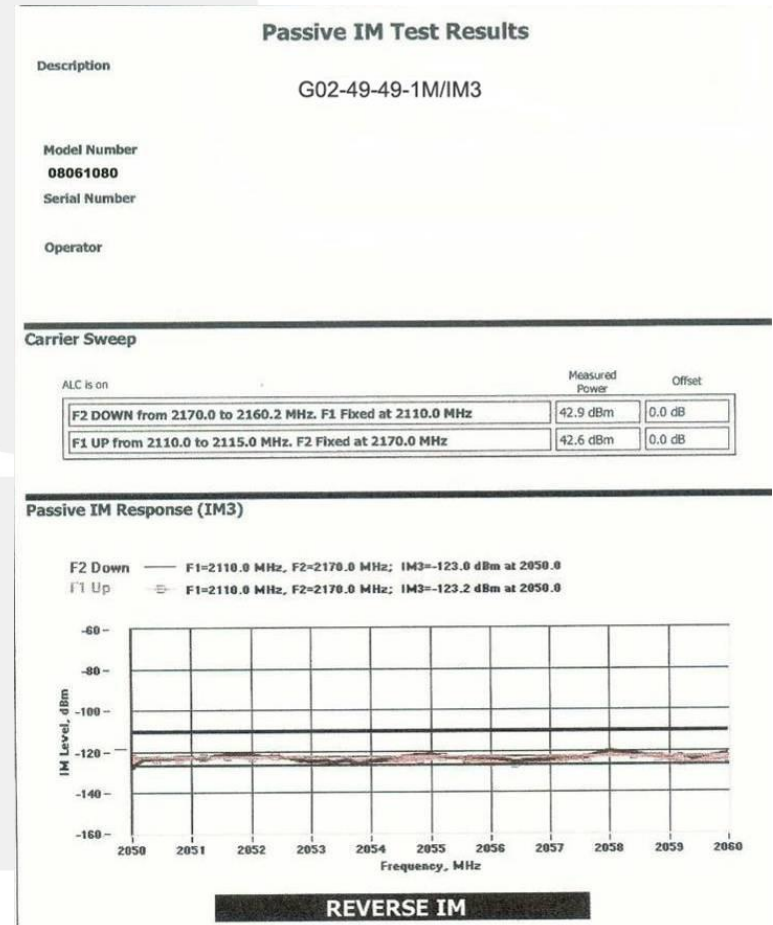 Passive IM Test Results
Description
G02-49-49-1M/IM3
Model Number
08061080
Serial Number
Operator
Carrier Sweep
ALC is on
Measured Power
Offset
F2 DOWN from 2170.0 to 2160.2 MHz. F1 Fixed at 2110.0 MHz 42.9 dBm 0.0 dB
F1 UP from 2110.0 to 2115.0 MHz. F2 Fixed at 2170.0 MHz 42.6 dBm 0.0 dB
Passive IM Response (IM3)
F2 Down F1=2110.0 MHz, F2=2170.0 MHz; IM3=-123.0 dBm at 2050.0
F1 Up F1=2110.0 MHz, F2=2170.0 MHz; IM3=-123.2 dBm at 2050.0
-60
-80
-100
-120
-140
-160
IM Level, dBm
2050 2051 2052 2053 2054 2055 2056 2057 2058 2059 2060
Frequency, MHz
REVERSE IM